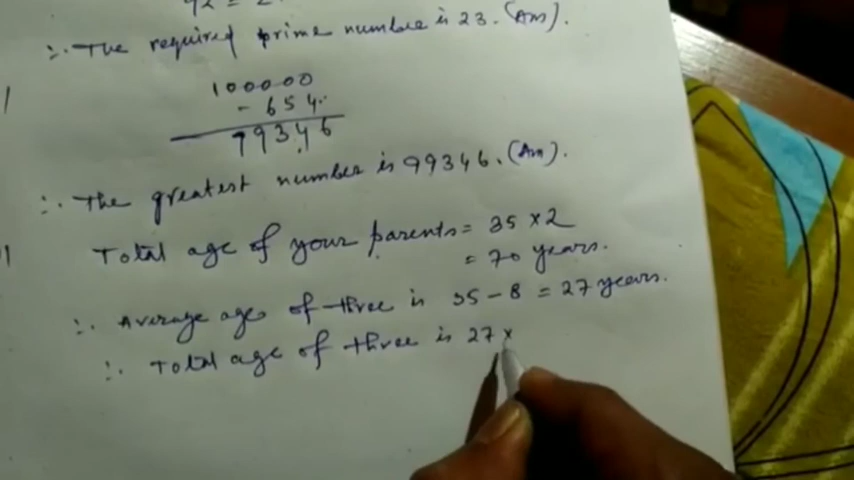 ∴ The required prime number is 23. (Ans).
100000
- 654
99346
∴ The greatest number is 99346. (Ans).
Total age of your parents = 35 × 2
= 70 years.
∴ Average age of three is 35 - 8 = 27 years.
∴ Total age of three is 27 ×